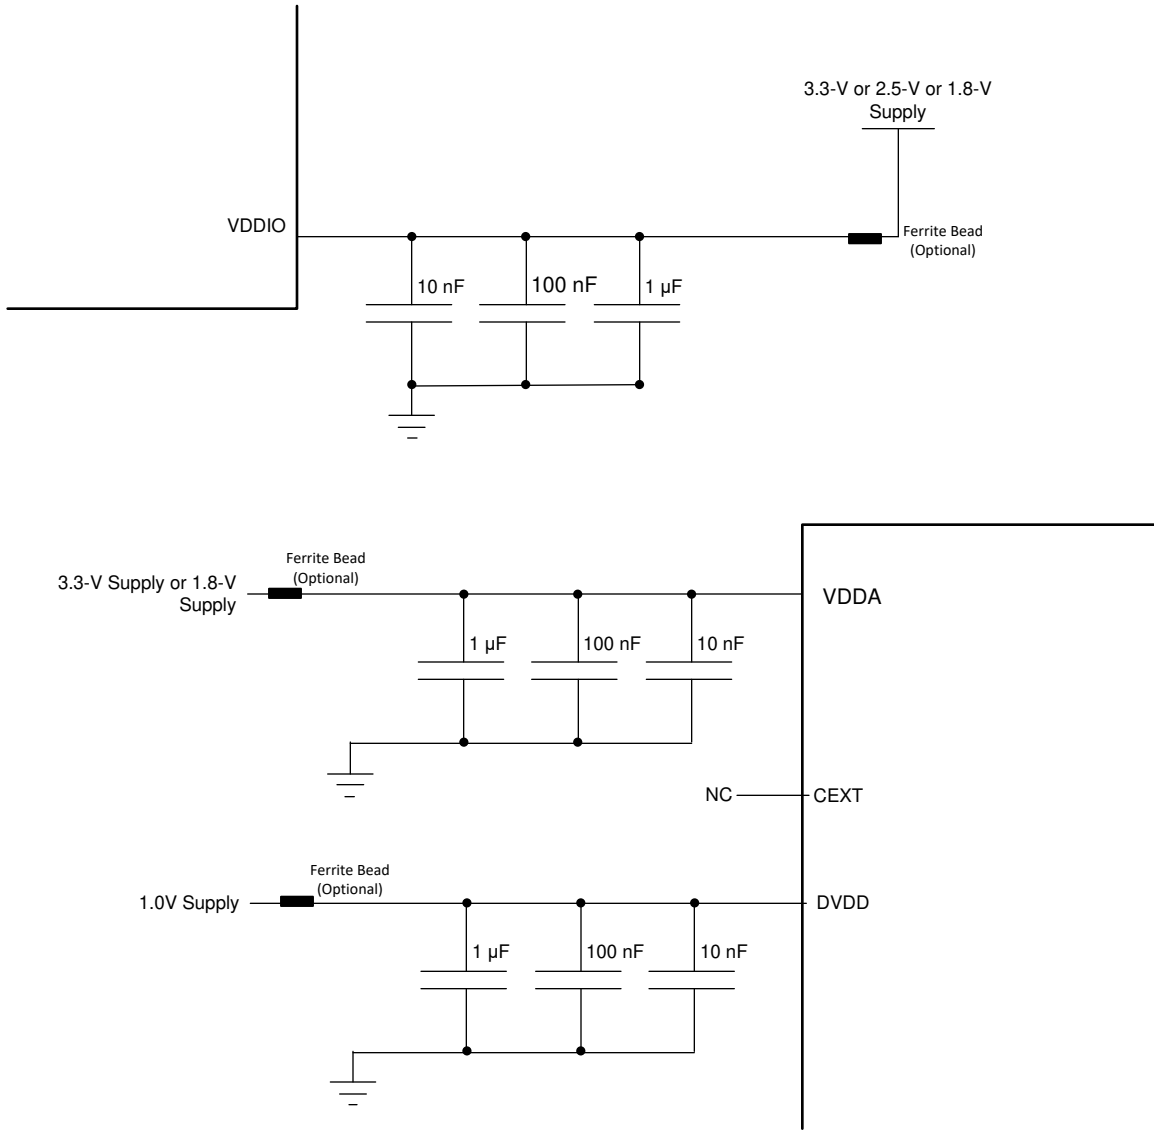 3.3-V or 2.5-V or 1.8-V
Supply
VDDIO
Ferrite Bead
(Optional)
10 nF
100 nF
1 µF
Ferrite Bead
(Optional)
3.3-V Supply or 1.8-V
Supply
VDDA
1 µF
100 nF
10 nF
NC
CEXT
Ferrite Bead
(Optional)
1.0V Supply
DVDD
1 µF
100 nF
10 nF